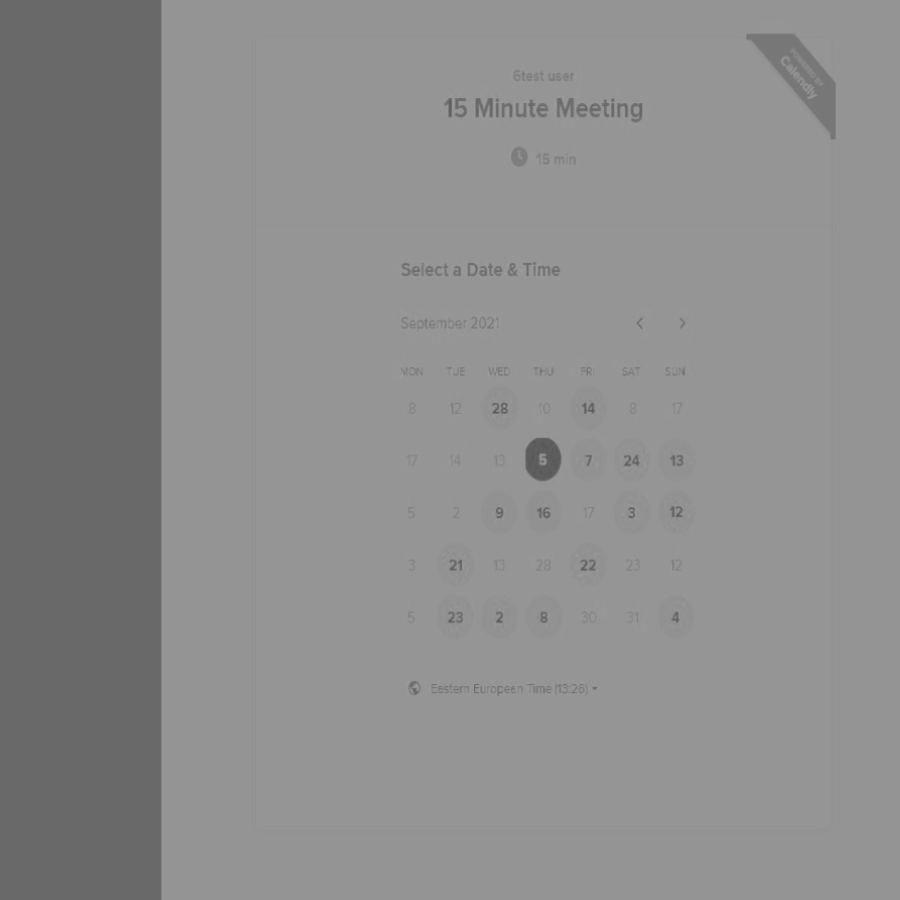 POWERED BY
Calendly
6test user
15 Minute Meeting
15 min
Select a Date & Time
September 2021
MON TUE WED THU FRI SAT SUN
8 12 28 10 14 8 17
17 14 13 5 7 24 13
5 2 9 16 17 3 12
3 21 13 28 22 23 12
5 23 2 8 30 31 4
Eastern European Time (13:26)